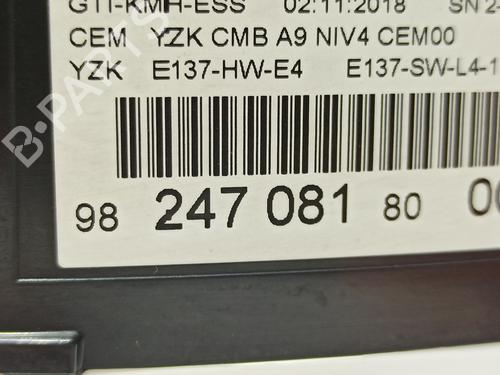 GTI-KMH-ESS 02:11:2018 SN 2-
CEM YZK CMB A9 NIV4 CEM00
YZK E137-HW-E4 E137-SW-L4-1
98 247 081 80 00
B-PARTS